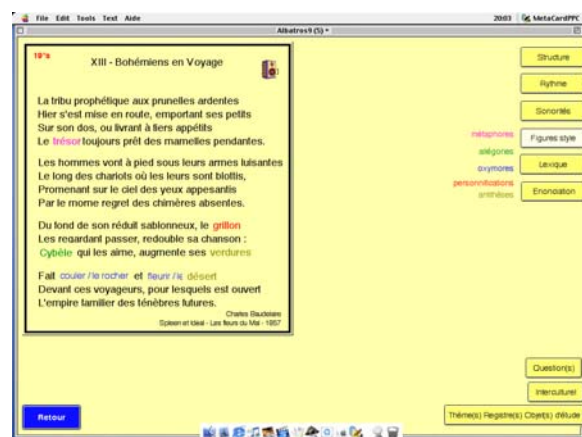 File Edit Tools Text Aide 20:03 MetaCardPPC
Albatros9 (5) *
19"s
XIII - Bohémiens en Voyage
La tribu prophétique aux prunelles ardentes
Hier s'est mise en route, emportant ses petits
Sur son dos, ou livrant à fiers appétits
Le trésor toujours prêt des mamelles pendantes.
Les hommes vont à pied sous leurs armes luisantes
Le long des chariots où les leurs sont blottis,
Promenant sur le ciel des yeux appesantis
Par le morne regret des chimères absentes.
Du fond de son réduit sablonneux, le grillon
Les regardant passer, redouble sa chanson :
Cybèle qui les aime, augmente ses verdures
Fait couler / le rocher et fleurir / le désert
Devant ces voyageurs, pour lesquels est ouvert
L'empire familier des ténèbres futures.
Charles Baudelaire
Spleen et Idéal - Les fleurs du Mal - 1857
Structure
Rythme
Sonorités
métaphores
Figures style
allégories
oxymores
Lexique
personnifications
antithèses
Enonciation
Question(s)
Interculturel
Thème(s) Registre(s) Objet(s) d'étude
Retour